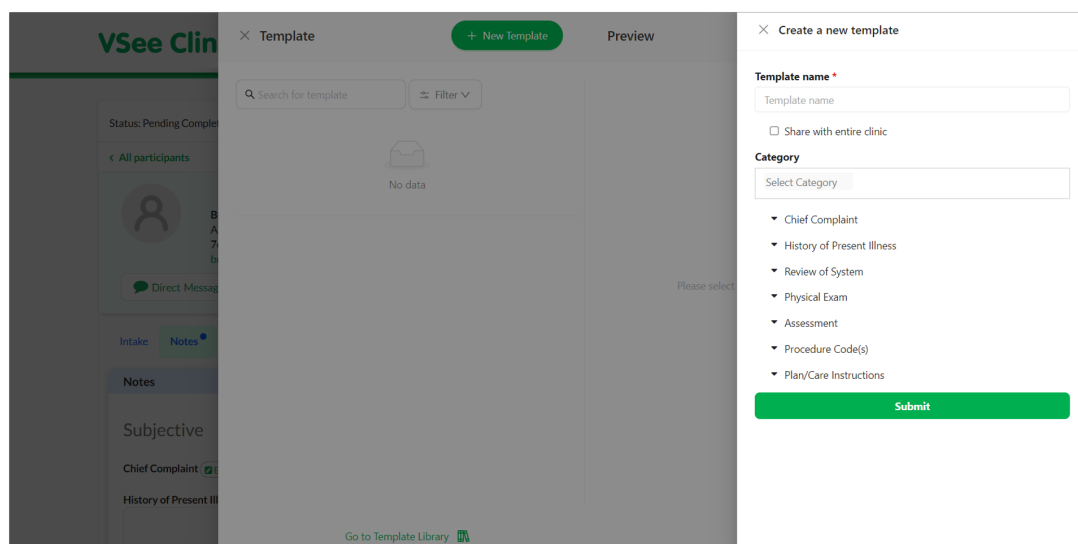 VSee Clin
Status: Pending Complet
All participants
B
A
7
b
Direct Messag
Intake
Notes
Notes
Subjective
Chief Complaint
History of Present Ill
Template
+ New Template
Search for template
Filter
No data
Go to Template Library
Preview
Please select
Create a new template
Template name *
Template name
Share with entire clinic
Category
Select Category
Chief Complaint
History of Present Illness
Review of System
Physical Exam
Assessment
Procedure Code(s)
Plan/Care Instructions
Submit